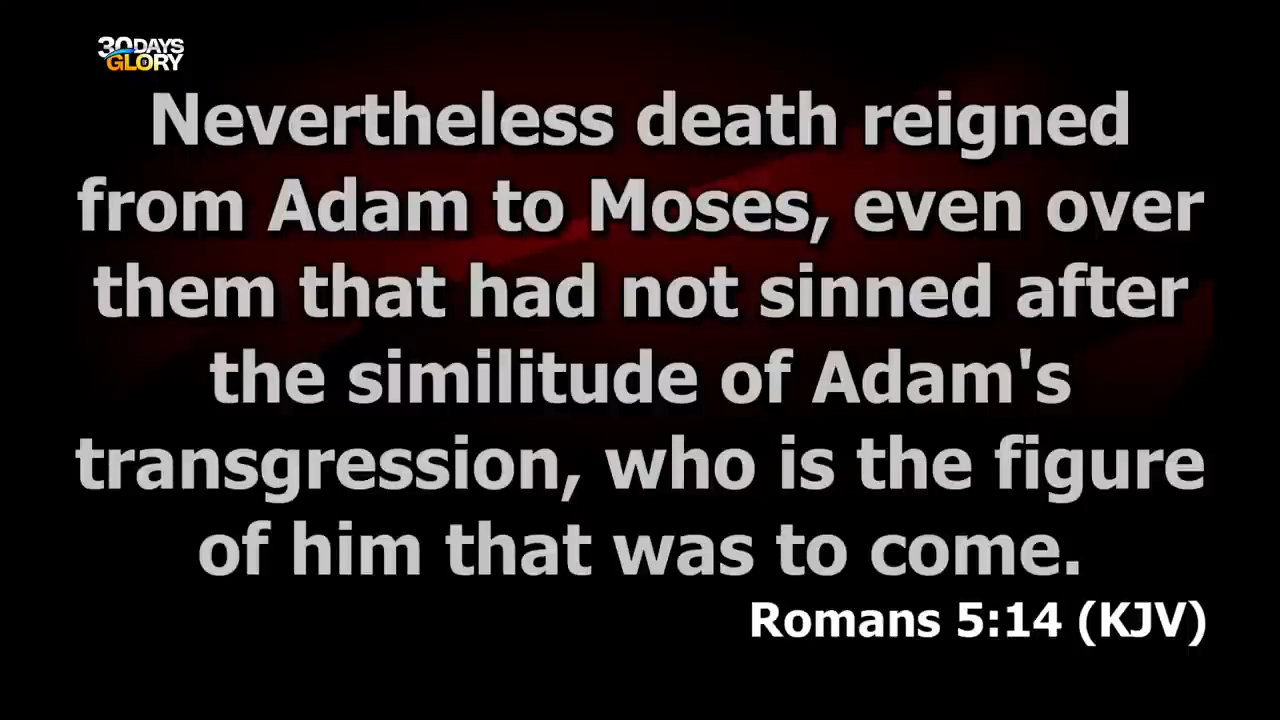 30DAYS
GLORY
Nevertheless death reigned
from Adam to Moses, even over
them that had not sinned after
the similitude of Adam's
transgression, who is the figure
of him that was to come.
Romans 5:14 (KJV)